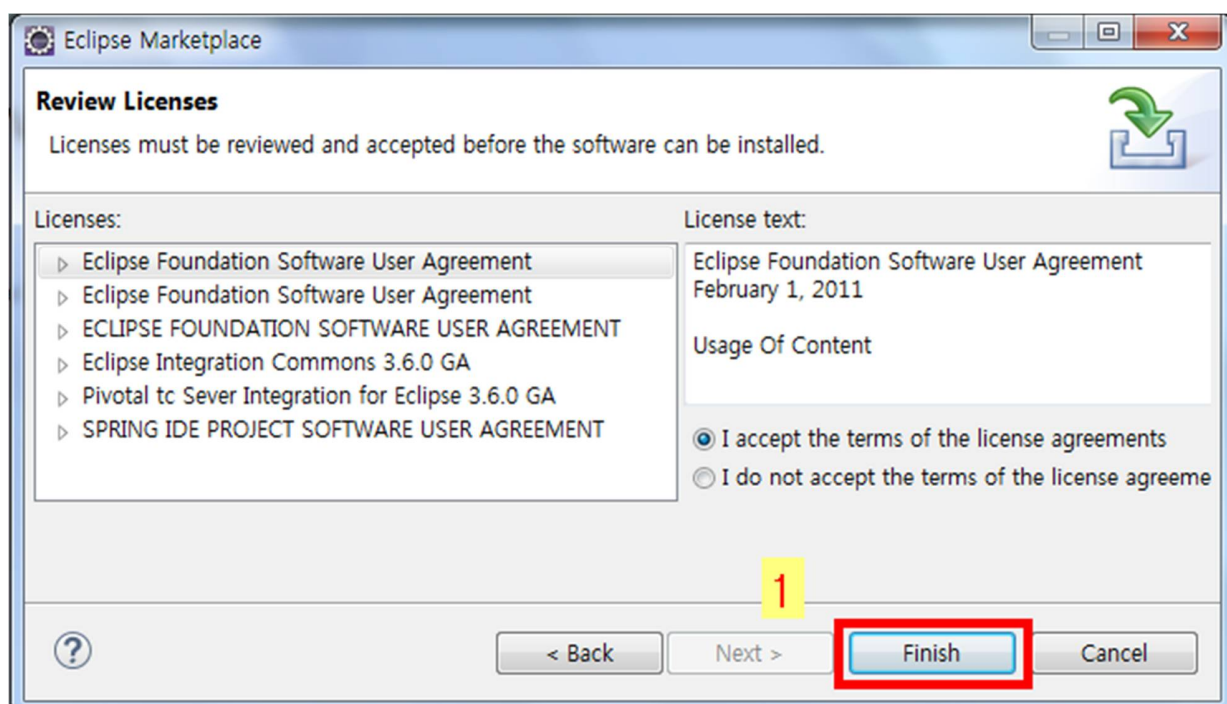 Eclipse Marketplace
Review Licenses
Licenses must be reviewed and accepted before the software can be installed.
Licenses:
Eclipse Foundation Software User Agreement
Eclipse Foundation Software User Agreement
ECLIPSE FOUNDATION SOFTWARE USER AGREEMENT
Eclipse Integration Commons 3.6.0 GA
Pivotal tc Sever Integration for Eclipse 3.6.0 GA
SPRING IDE PROJECT SOFTWARE USER AGREEMENT
License text:
Eclipse Foundation Software User Agreement
February 1, 2011
Usage Of Content
I accept the terms of the license agreements
I do not accept the terms of the license agreeme
1
? < Back Next > Finish Cancel